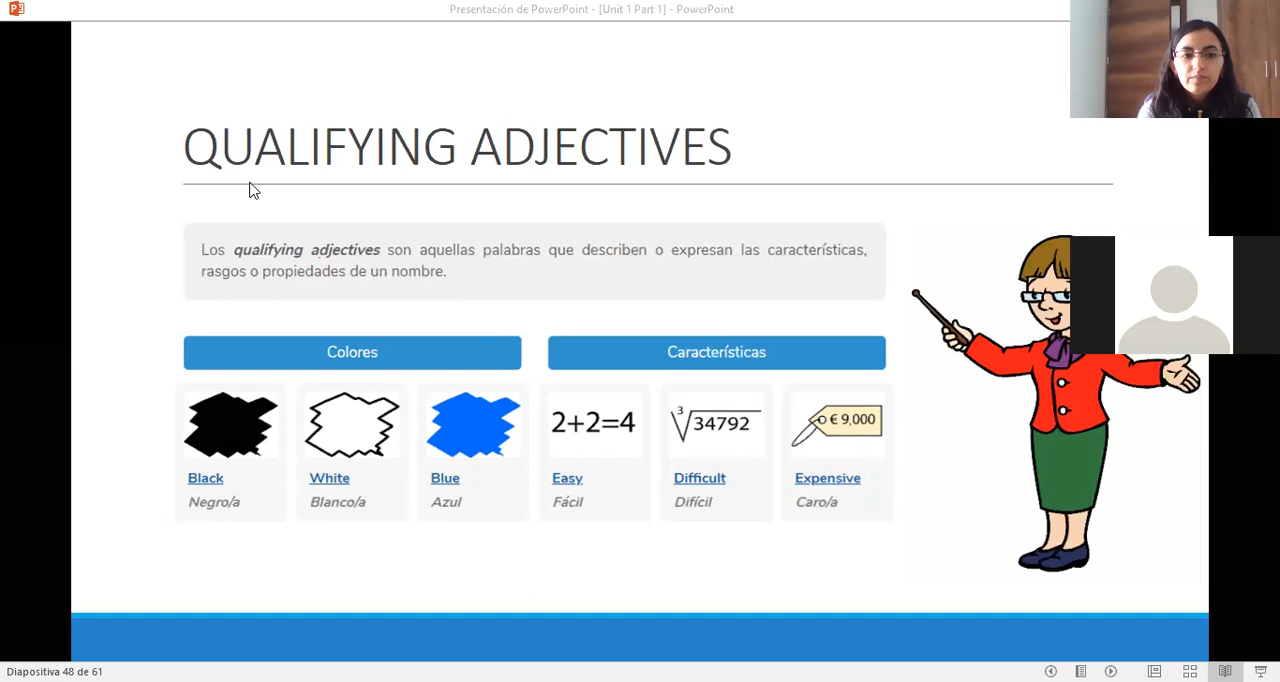 Presentación de PowerPoint - [Unit 1 Part 1] - PowerPoint
QUALIFYING ADJECTIVES
Los qualifying adjectives son aquellas palabras que describen o expresan las características,
rasgos o propiedades de un nombre.
Colores
Características
2+2=4
3
34792
€ 9,000
Black
White
Blue
Easy
Difficult
Expensive
Negro/a
Blanco/a
Azul
Fácil
Difícil
Caro/a
Diapositiva 48 de 61